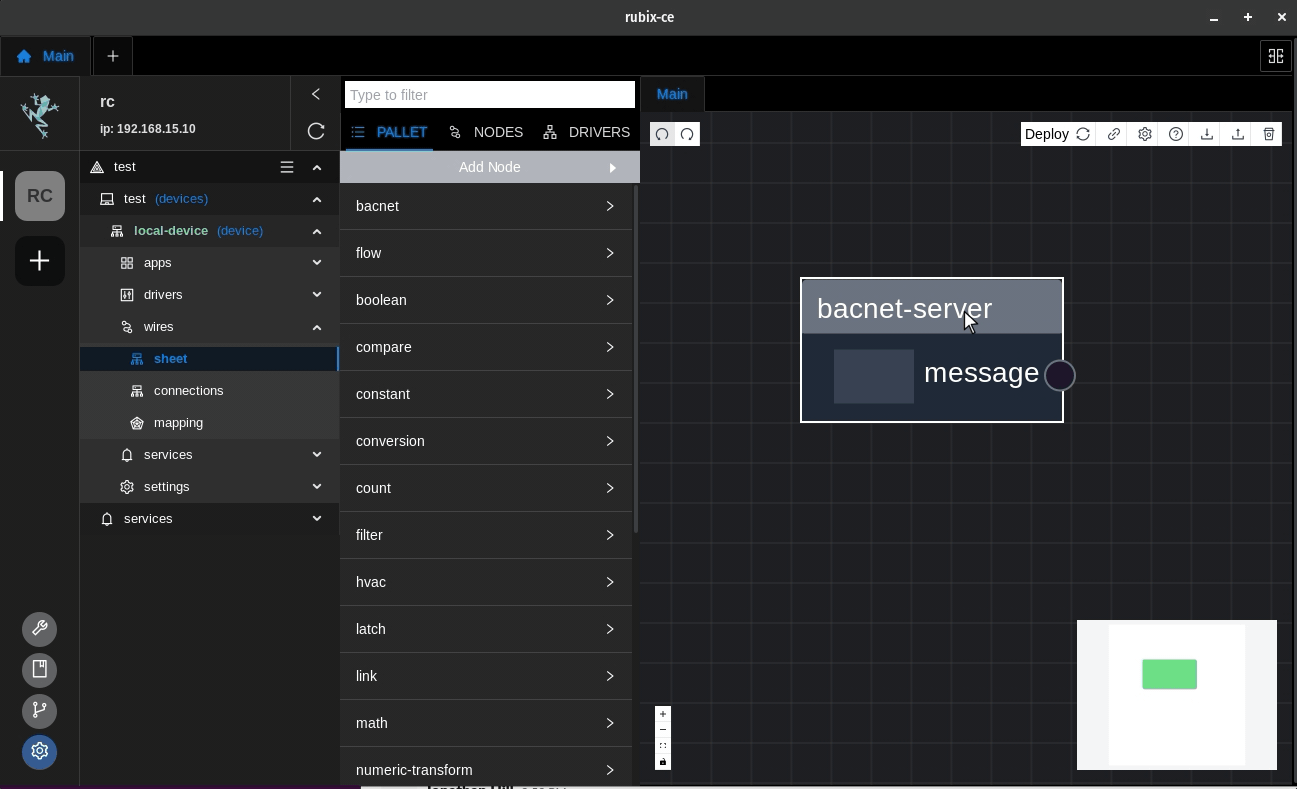 rubix-ce
Main
rc
ip: 192.168.15.10
RC
test
test (devices)
local-device (device)
apps
drivers
wires
sheet
connections
mapping
services
settings
services
Type to filter
PALLET NODES DRIVERS
Add Node
bacnet
flow
boolean
compare
constant
conversion
count
filter
hvac
latch
link
math
numeric-transform
Main
Deploy
bacnet-server
message